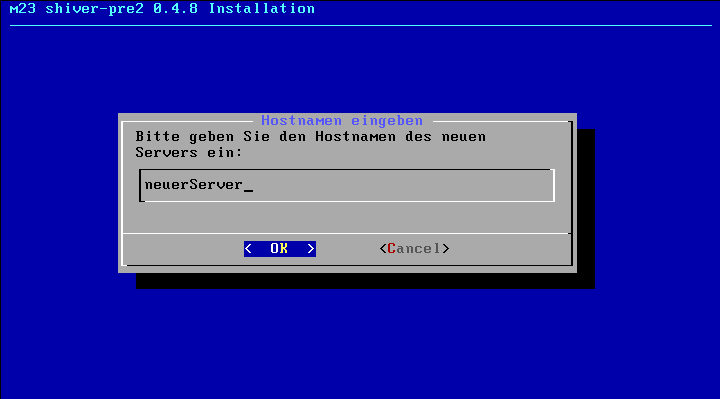 m23 shiver-pre2 0.4.8 Installation
Hostnamen eingeben
Bitte geben Sie den Hostnamen des neuen
Servers ein:
neuerServer_
<  OK  > <Cancel>